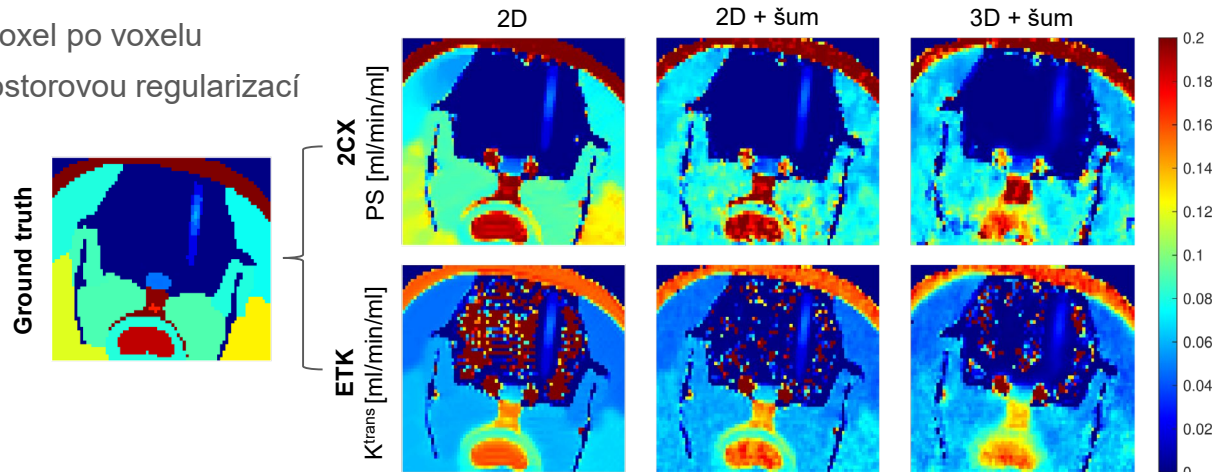 oxel po voxelu
ostorovou regularizací
2D
2D + šum
3D + šum
Ground truth
2CX
PS [ml/min/ml]
ETK
Ktrans [ml/min/ml]
0.2
0.18
0.16
0.14
0.12
0.1
0.08
0.06
0.04
0.02
0